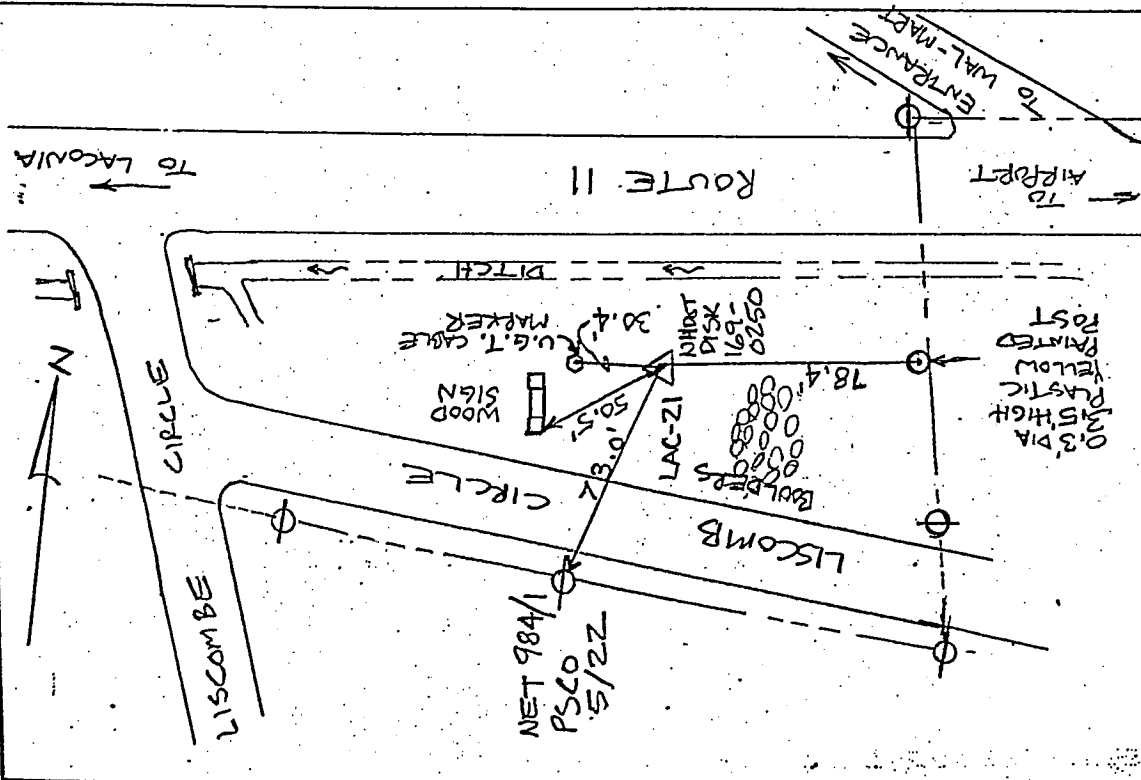 ENTRANCE
TO WAL-MART
TO LACONIA
ROUTE 11
TO
AIRPORT
DITCH
U.G.T. CABLE
MARKER
30.4'
NHDOT
DISK
169-
0250
0.3' DIA
3.5' HIGH
PLASTIC
YELLOW
PAINTED
POST
WOOD
SIGN
50.5'
LAC-21
78.4'
73.0'
BOULDERS
N
CIRCLE
LISCOMBE
CIRCLE
LISCOMB
NET 984/1
PSCO
5/22